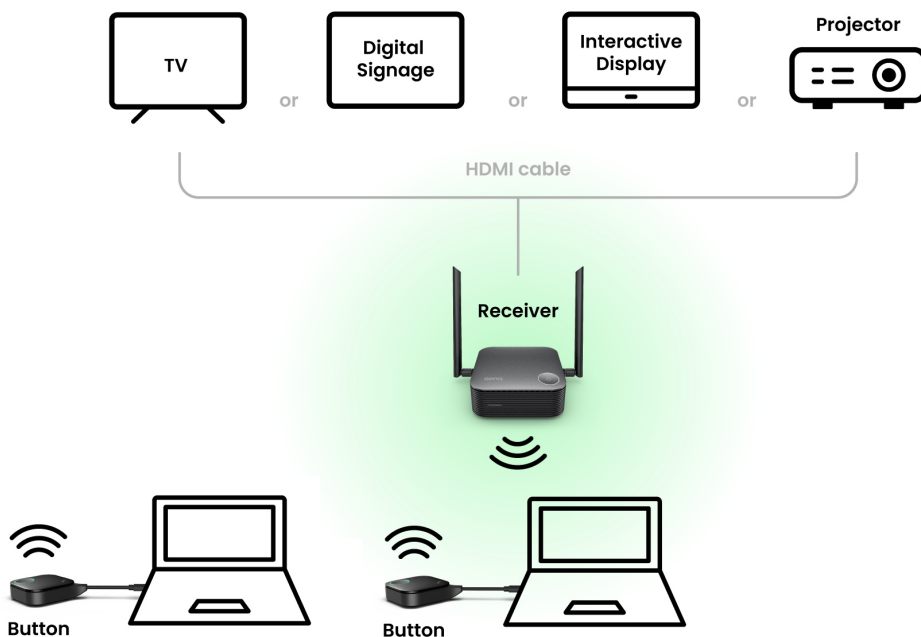 Projector
TV
or
Digital
Signage
or
Interactive
Display
or
HDMI cable
Receiver
Button
Button